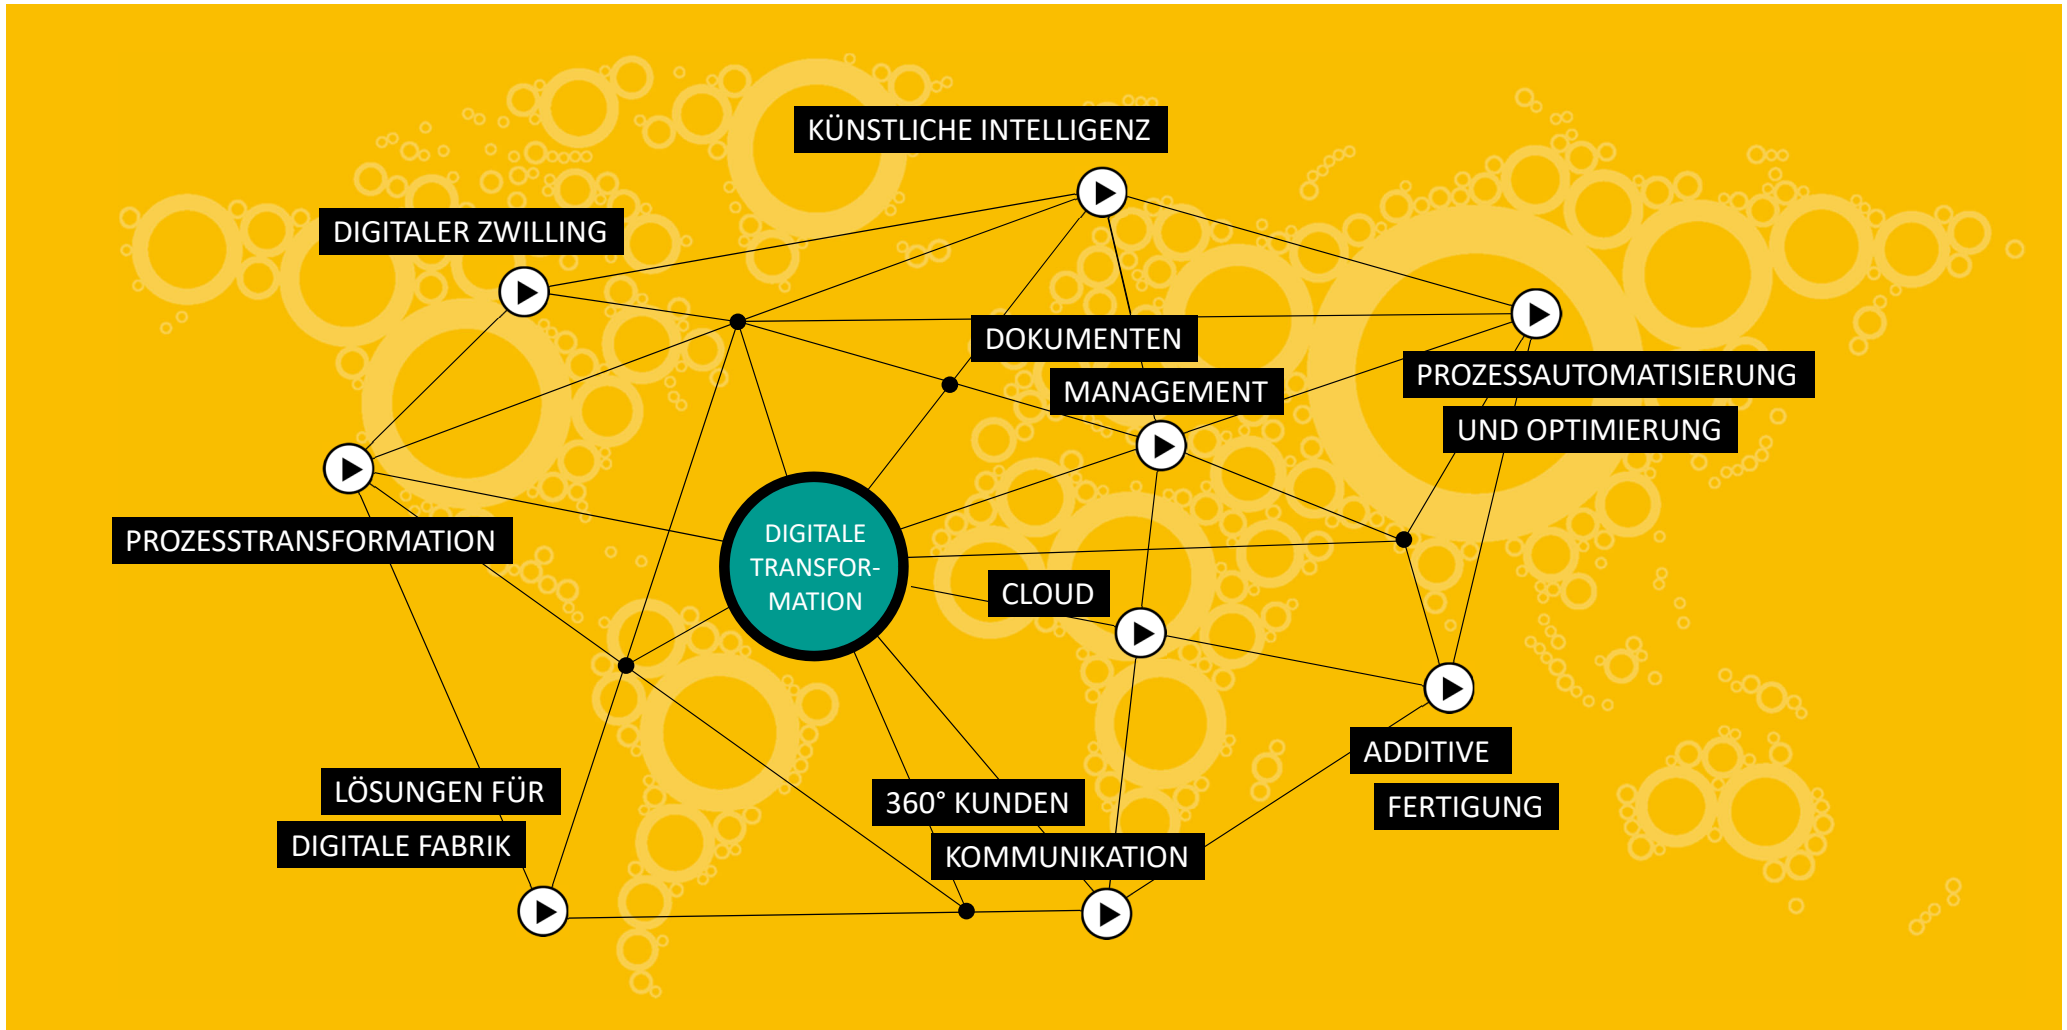 KÜNSTLICHE INTELLIGENZ
DIGITALER ZWILLING
DOKUMENTEN
MANAGEMENT
PROZESSAUTOMATISIERUNG
UND OPTIMIERUNG
PROZESSTRANSFORMATION
DIGITALE
TRANSFOR-
MATION
CLOUD
ADDITIVE
FERTIGUNG
LÖSUNGEN FÜR
DIGITALE FABRIK
360° KUNDEN
KOMMUNIKATION